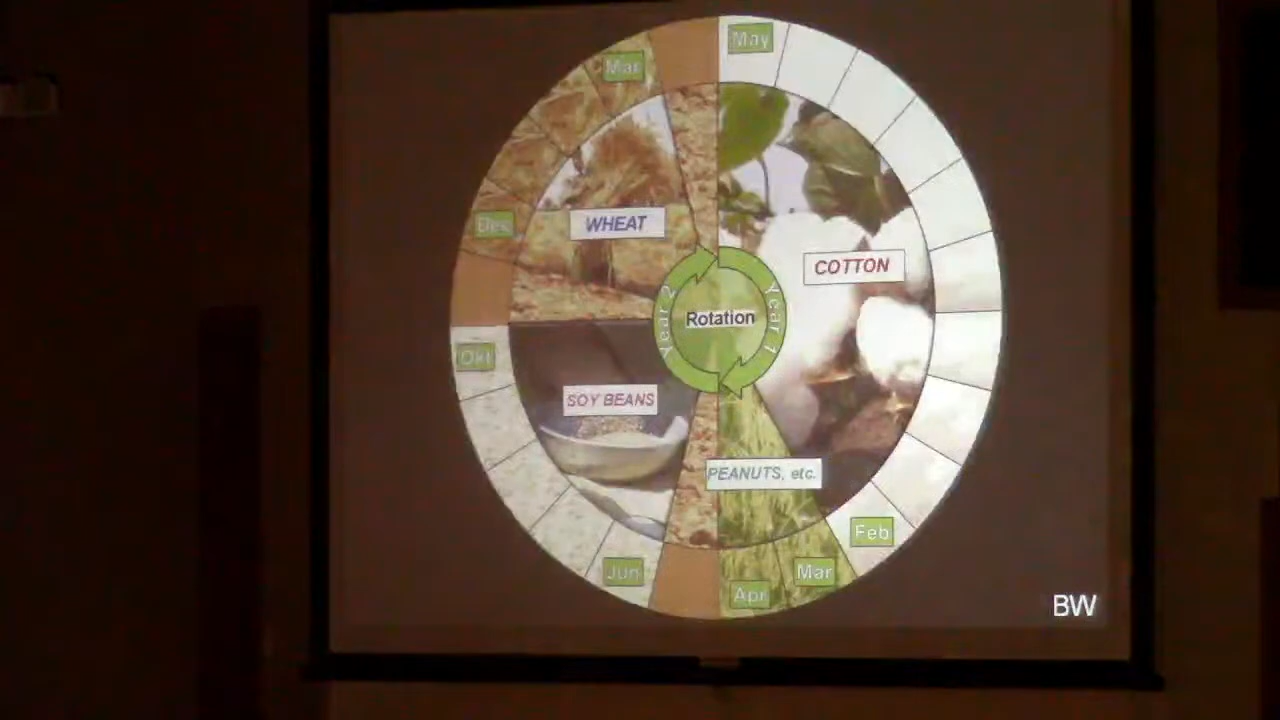 May
Mar
Dec
WHEAT
COTTON
Year 2
Rotation
Year 1
Okt
SOY BEANS
PEANUTS, etc.
Feb
Jun
Apr
Mar
BW